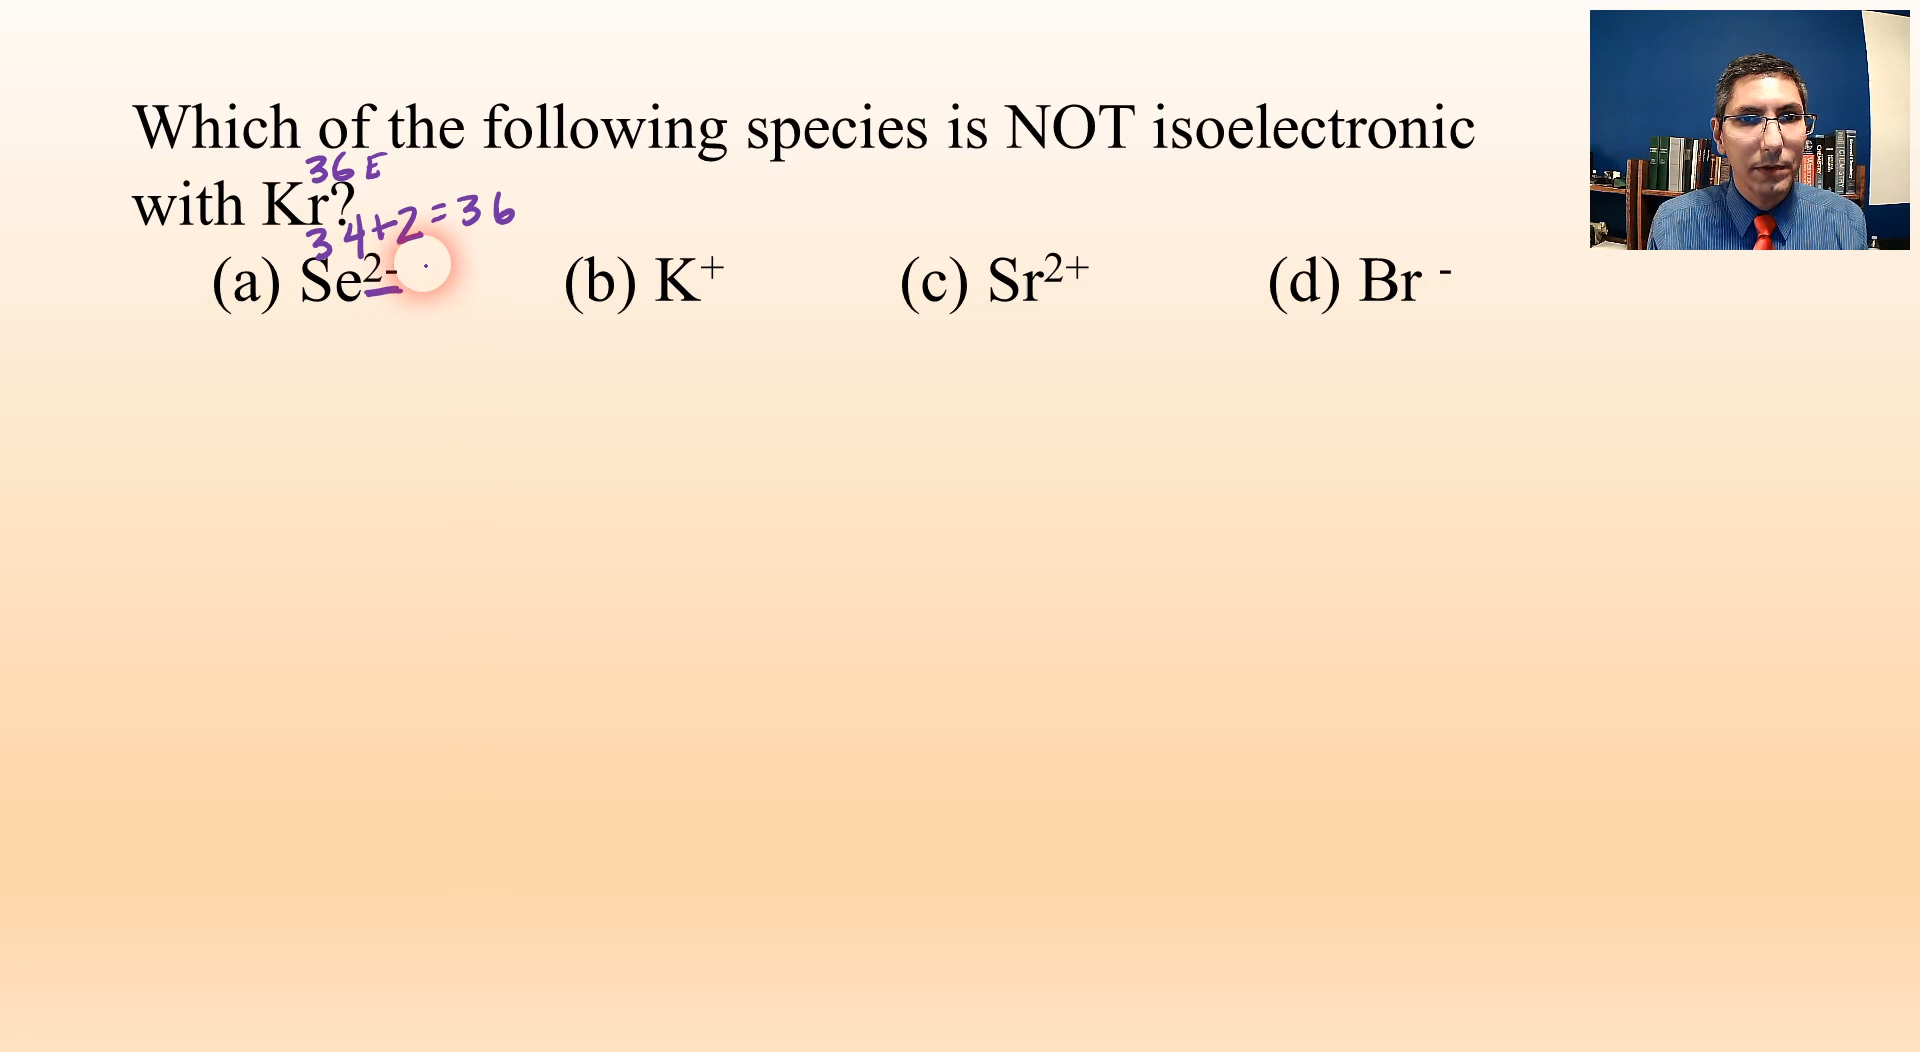 Which of the following species is NOT isoelectronic
36 E
with Kr?
34+2=36
(a) Se²⁻ (b) K⁺ (c) Sr²⁺ (d) Br ⁻